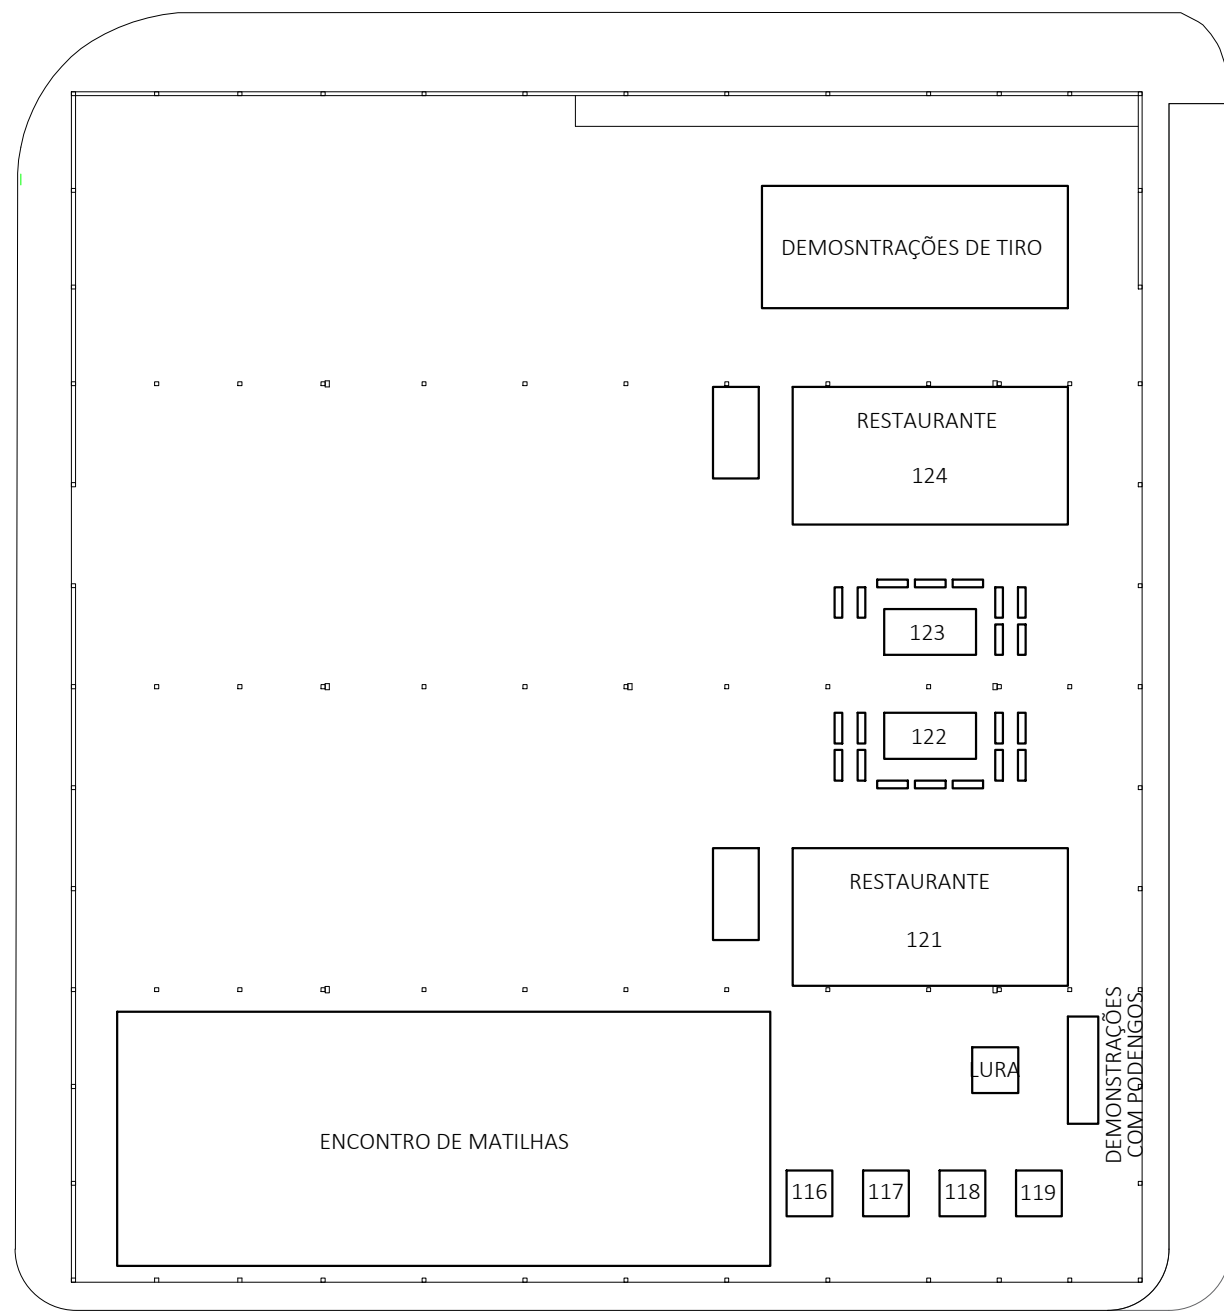 DEMOSNTRAÇÕES DE TIRO
RESTAURANTE
124
123
122
RESTAURANTE
121
DEMONSTRAÇÕES
COM PODENGOS
LURA
ENCONTRO DE MATILHAS
116
117
118
119